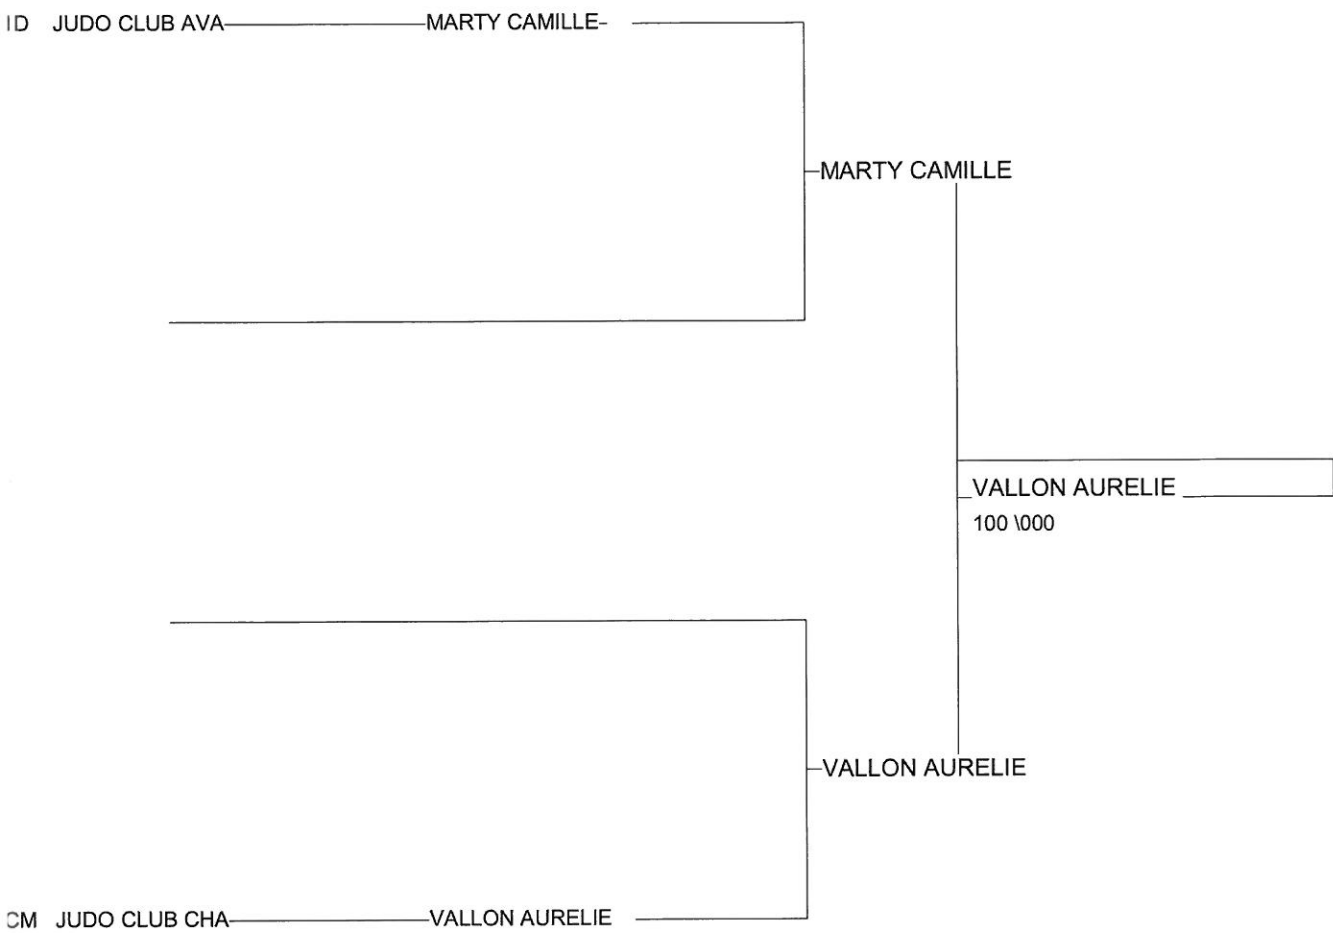 ID JUDO CLUB AVA MARTY CAMILLE
MARTY CAMILLE
VALLON AURELIE
100 \000
VALLON AURELIE
CM JUDO CLUB CHA VALLON AURELIE